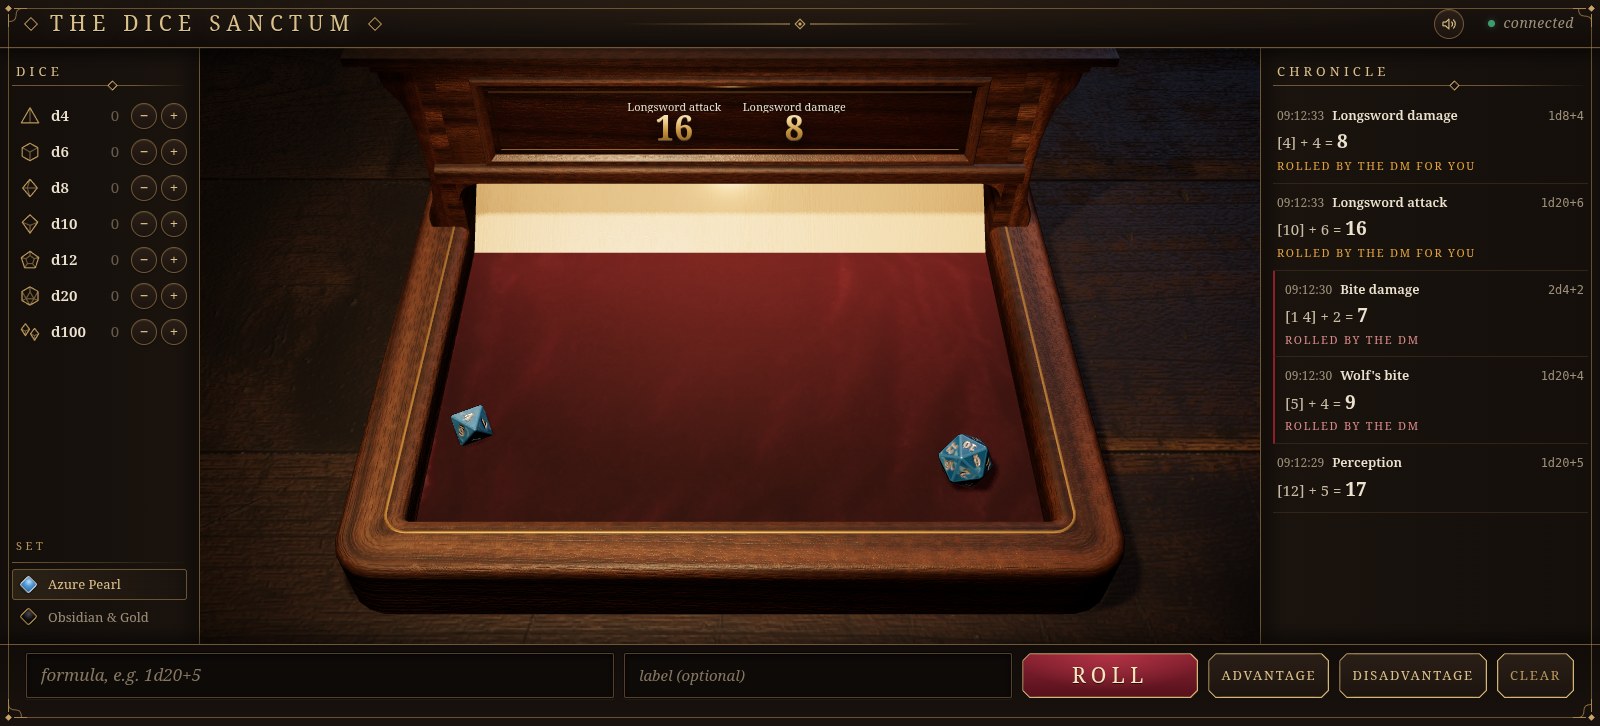 THE DICE SANCTUM
connected
DICE
d4 0 − +
d6 0 − +
d8 0 − +
d10 0 − +
d12 0 − +
d20 0 − +
d100 0 − +
SET
Azure Pearl
Obsidian & Gold
Longsword attack Longsword damage
16 8
CHRONICLE
09:12:33 Longsword damage 1d8+4
[4] + 4 = 8
ROLLED BY THE DM FOR YOU
09:12:33 Longsword attack 1d20+6
[10] + 6 = 16
ROLLED BY THE DM FOR YOU
09:12:30 Bite damage 2d4+2
[1 4] + 2 = 7
ROLLED BY THE DM
09:12:30 Wolf's bite 1d20+4
[5] + 4 = 9
ROLLED BY THE DM
09:12:29 Perception 1d20+5
[12] + 5 = 17
formula, e.g. 1d20+5
label (optional)
ROLL
ADVANTAGE
DISADVANTAGE
CLEAR